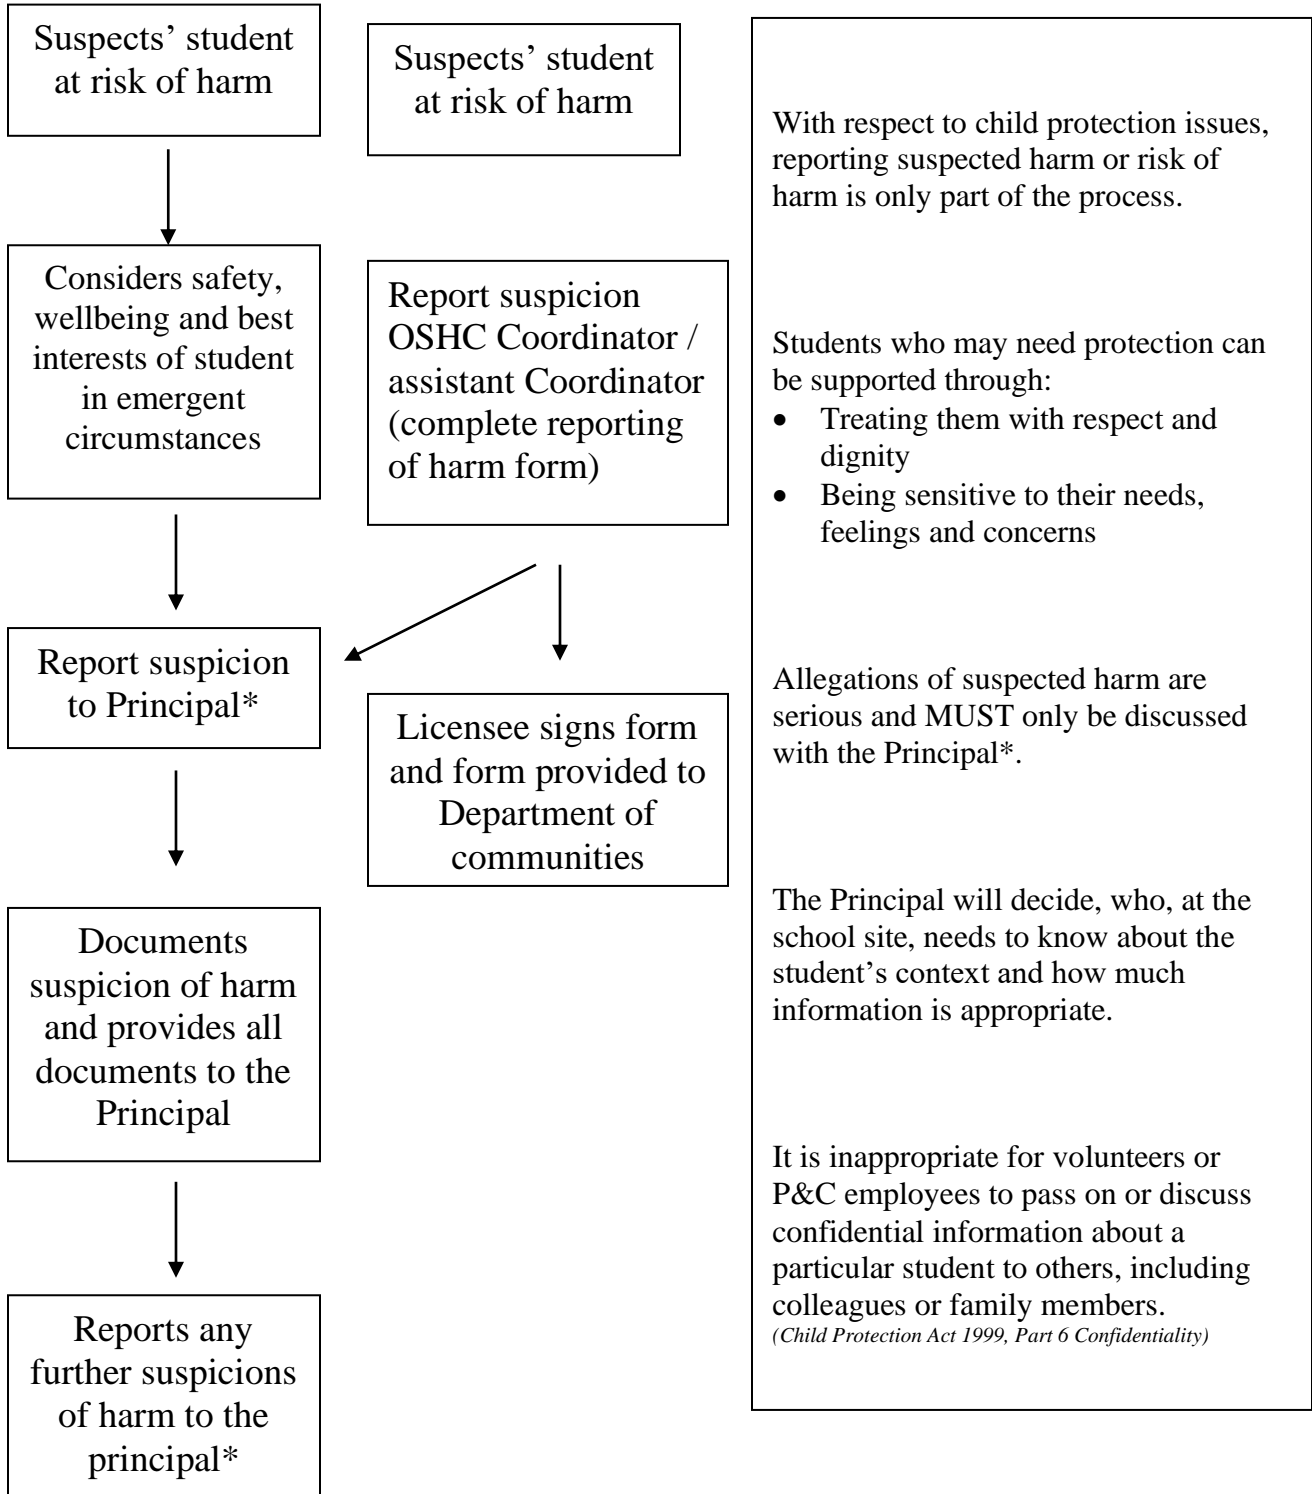 Suspects’ student
at risk of harm
Considers safety,
wellbeing and best
interests of student
in emergent
circumstances
Report suspicion
to Principal*
Documents
suspicion of harm
and provides all
documents to the
Principal
Reports any
further suspicions
of harm to the
principal*
Suspects’ student
at risk of harm
Report suspicion
OSHC Coordinator /
assistant Coordinator
(complete reporting
of harm form)
Licensee signs form
and form provided to
Department of
communities
With respect to child protection issues,
reporting suspected harm or risk of
harm is only part of the process.
Students who may need protection can
be supported through:
• Treating them with respect and
dignity
• Being sensitive to their needs,
feelings and concerns
Allegations of suspected harm are
serious and MUST only be discussed
with the Principal*.
The Principal will decide, who, at the
school site, needs to know about the
student’s context and how much
information is appropriate.
It is inappropriate for volunteers or
P&C employees to pass on or discuss
confidential information about a
particular student to others, including
colleagues or family members.
(Child Protection Act 1999, Part 6 Confidentiality)